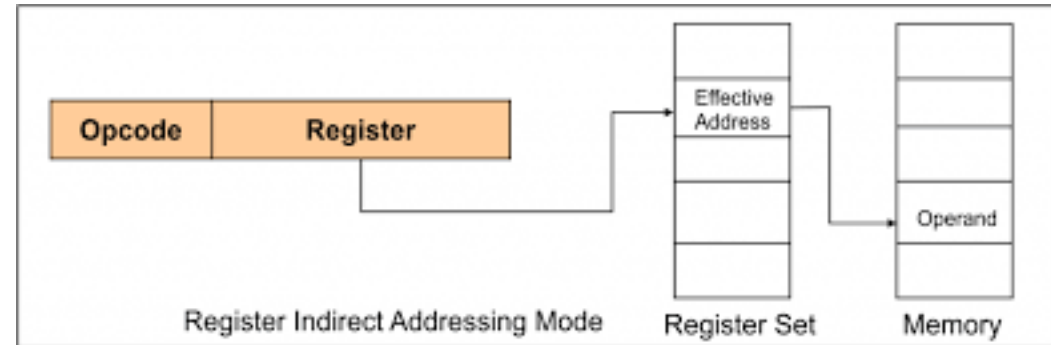 Opcode
Register
Effective
Address
Operand
Register Indirect Addressing Mode
Register Set
Memory